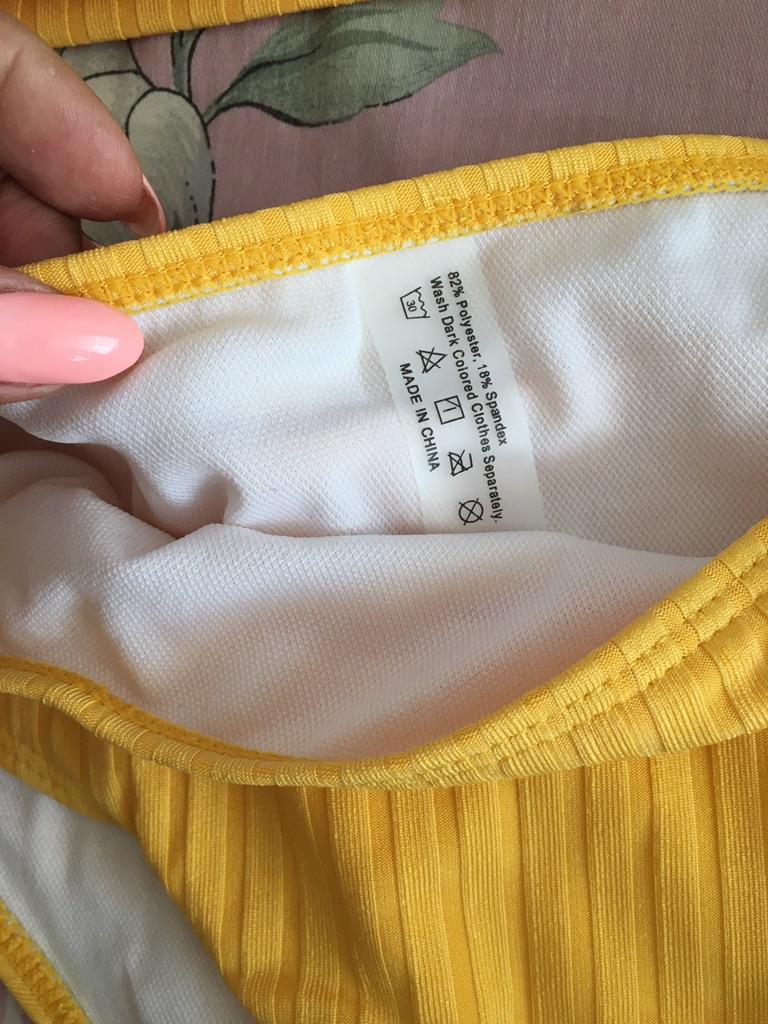 82% Polyester, 18% Spandex
Wash Dark Colored Clothes Separately.
30
MADE IN CHINA